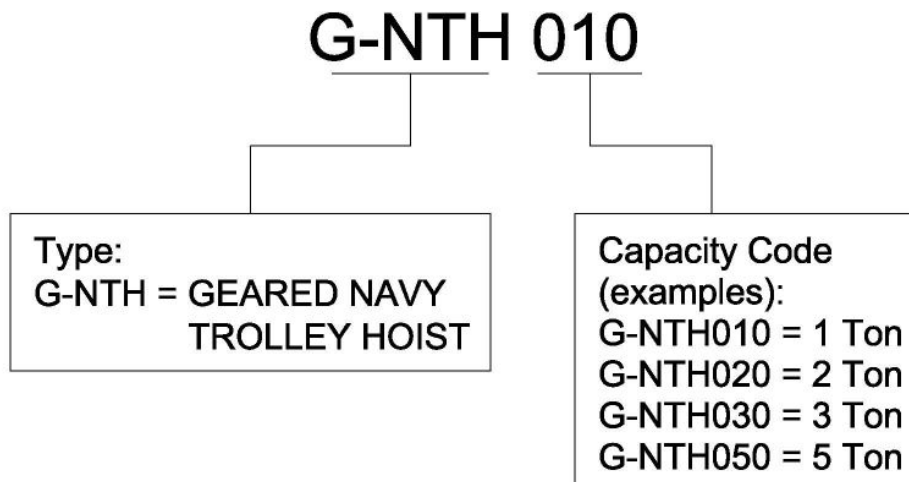 G-NTH 010
Type:
G-NTH = GEARED NAVY
TROLLEY HOIST
Capacity Code
(examples):
G-NTH010 = 1 Ton
G-NTH020 = 2 Ton
G-NTH030 = 3 Ton
G-NTH050 = 5 Ton